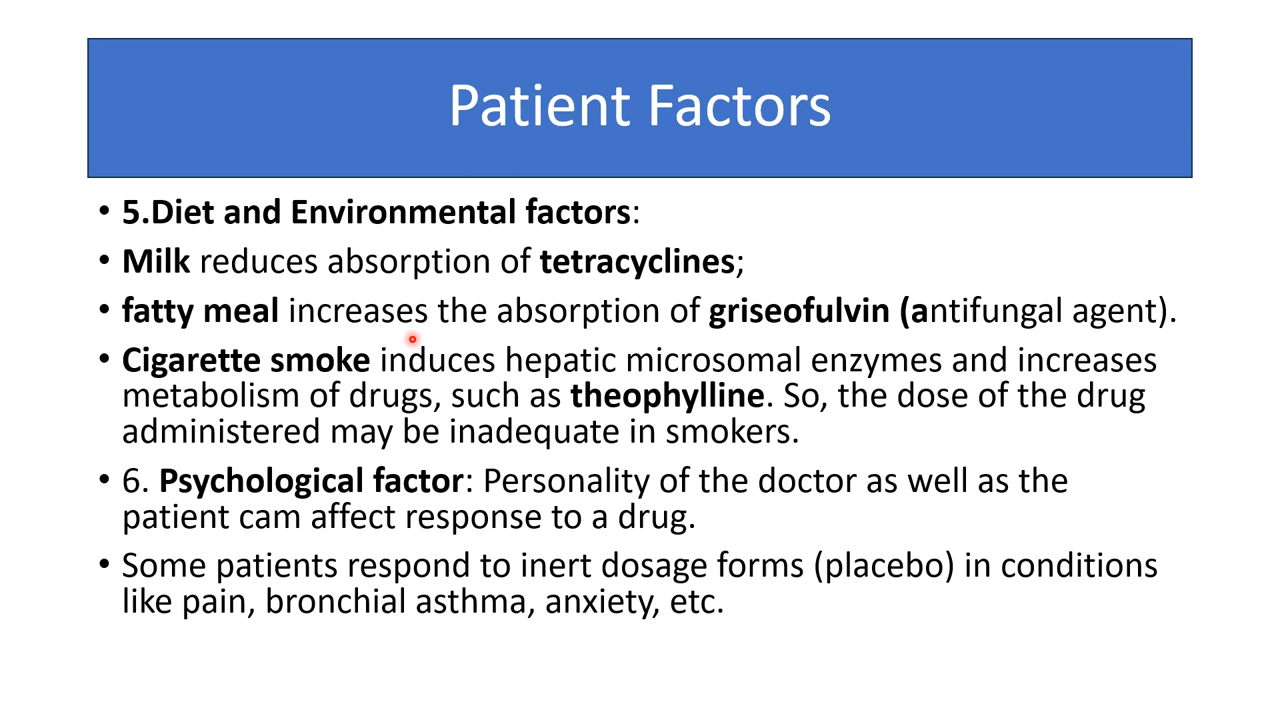 Patient Factors
• 5.Diet and Environmental factors:
• Milk reduces absorption of tetracyclines;
• fatty meal increases the absorption of griseofulvin (antifungal agent).
• Cigarette smoke induces hepatic microsomal enzymes and increases
metabolism of drugs, such as theophylline. So, the dose of the drug
administered may be inadequate in smokers.
• 6. Psychological factor: Personality of the doctor as well as the
patient cam affect response to a drug.
• Some patients respond to inert dosage forms (placebo) in conditions
like pain, bronchial asthma, anxiety, etc.